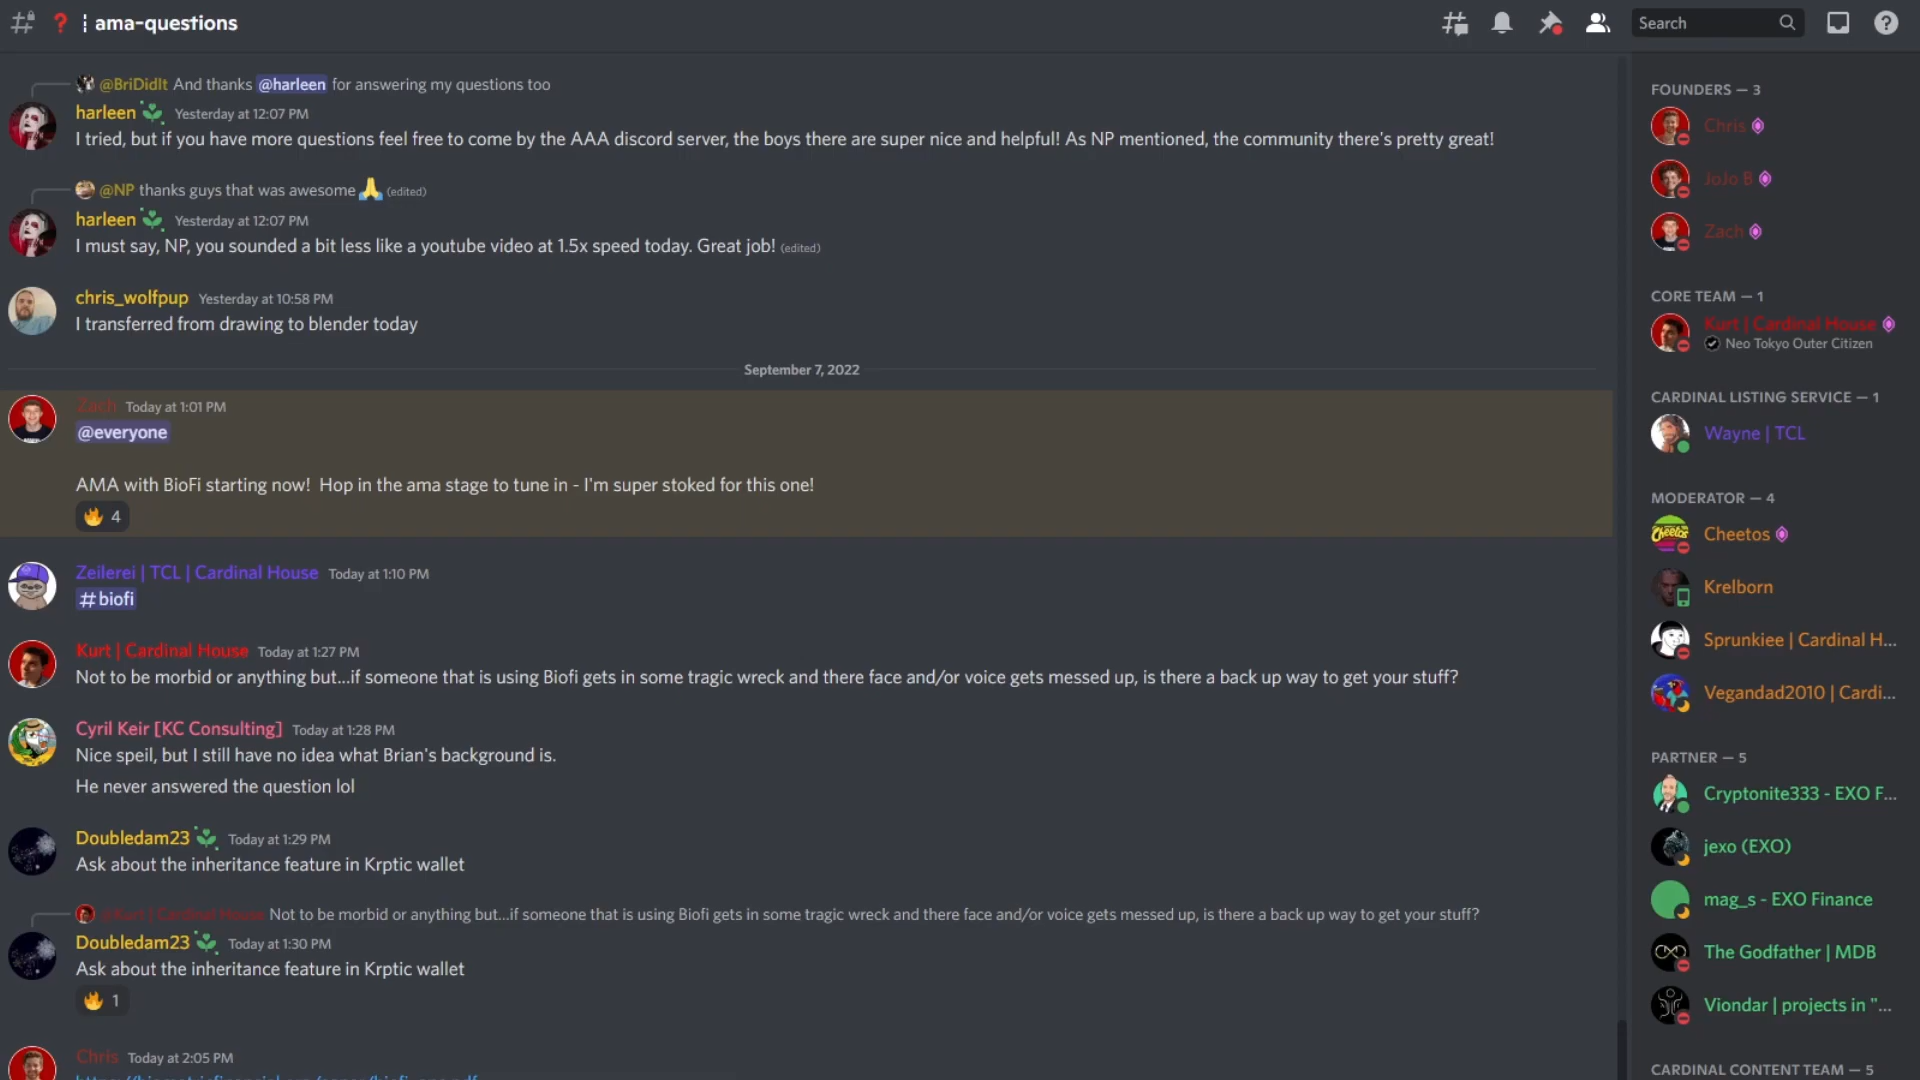 ama-questions
Search
@BriDidIt And thanks @harleen for answering my questions too
harleen Yesterday at 12:07 PM
I tried, but if you have more questions feel free to come by the AAA discord server, the boys there are super nice and helpful! As NP mentioned, the community there's pretty great!
@NP thanks guys that was awesome 🙏 (edited)
harleen Yesterday at 12:07 PM
I must say, NP, you sounded a bit less like a youtube video at 1.5x speed today. Great job! (edited)
chris_wolfpup Yesterday at 10:58 PM
I transferred from drawing to blender today
September 7, 2022
Zach Today at 1:01 PM
@everyone
AMA with BioFi starting now! Hop in the ama stage to tune in - I'm super stoked for this one!
🔥 4
Zeilerei | TCL | Cardinal House Today at 1:10 PM
#biofi
Kurt | Cardinal House Today at 1:27 PM
Not to be morbid or anything but...if someone that is using Biofi gets in some tragic wreck and there face and/or voice gets messed up, is there a back up way to get your stuff?
Cyril Keir [KC Consulting] Today at 1:28 PM
Nice speil, but I still have no idea what Brian's background is.
He never answered the question lol
Doubledam23 Today at 1:29 PM
Ask about the inheritance feature in Krptic wallet
@Kurt | Cardinal House Not to be morbid or anything but...if someone that is using Biofi gets in some tragic wreck and there face and/or voice gets messed up, is there a back up way to get your stuff?
Doubledam23 Today at 1:30 PM
Ask about the inheritance feature in Krptic wallet
🔥 1
Chris Today at 2:05 PM
FOUNDERS — 3
Chris
JoJo B
Zach
CORE TEAM — 1
Kurt | Cardinal House
Neo Tokyo Outer Citizen
CARDINAL LISTING SERVICE — 1
Wayne | TCL
MODERATOR — 4
Cheetos
Krelborn
Sprunkiee | Cardinal H...
Vegandad2010 | Cardi...
PARTNER — 5
Cryptonite333 - EXO F...
jexo (EXO)
mag_s - EXO Finance
The Godfather | MDB
Viondar | projects in "...
CARDINAL CONTENT TEAM — 5